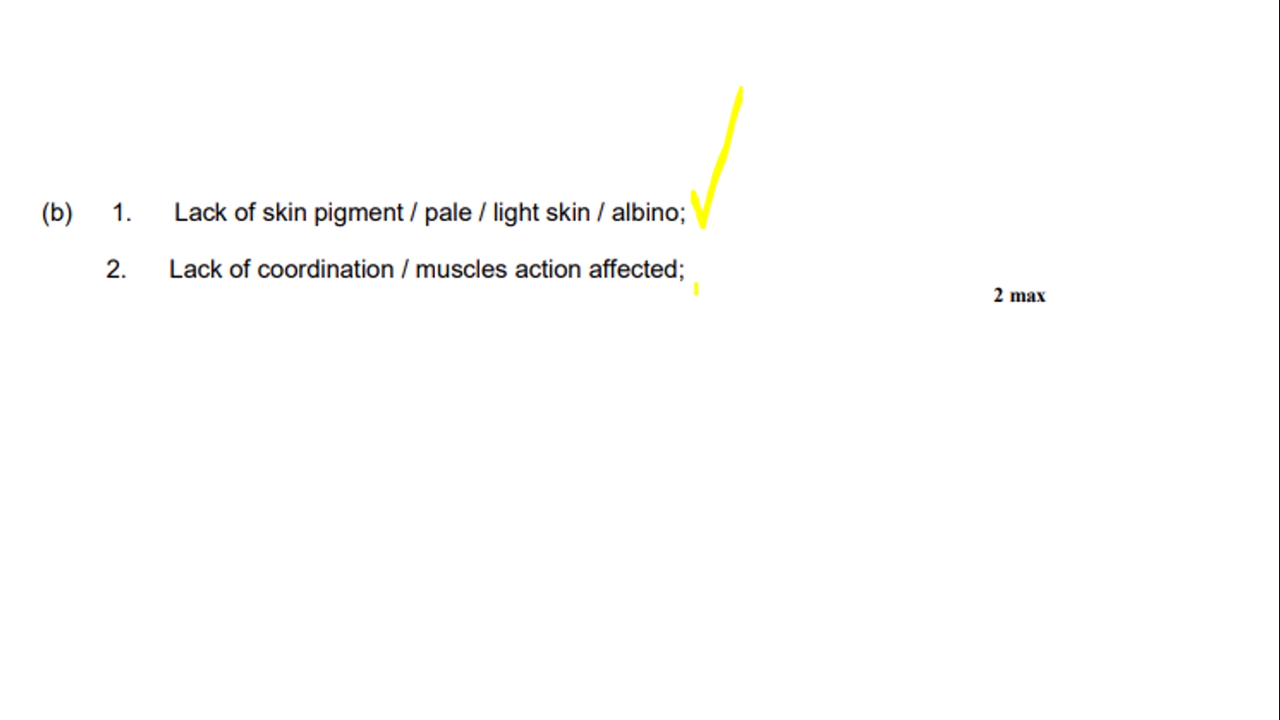 (b) 1. Lack of skin pigment / pale / light skin / albino;
2. Lack of coordination / muscles action affected;
2 max